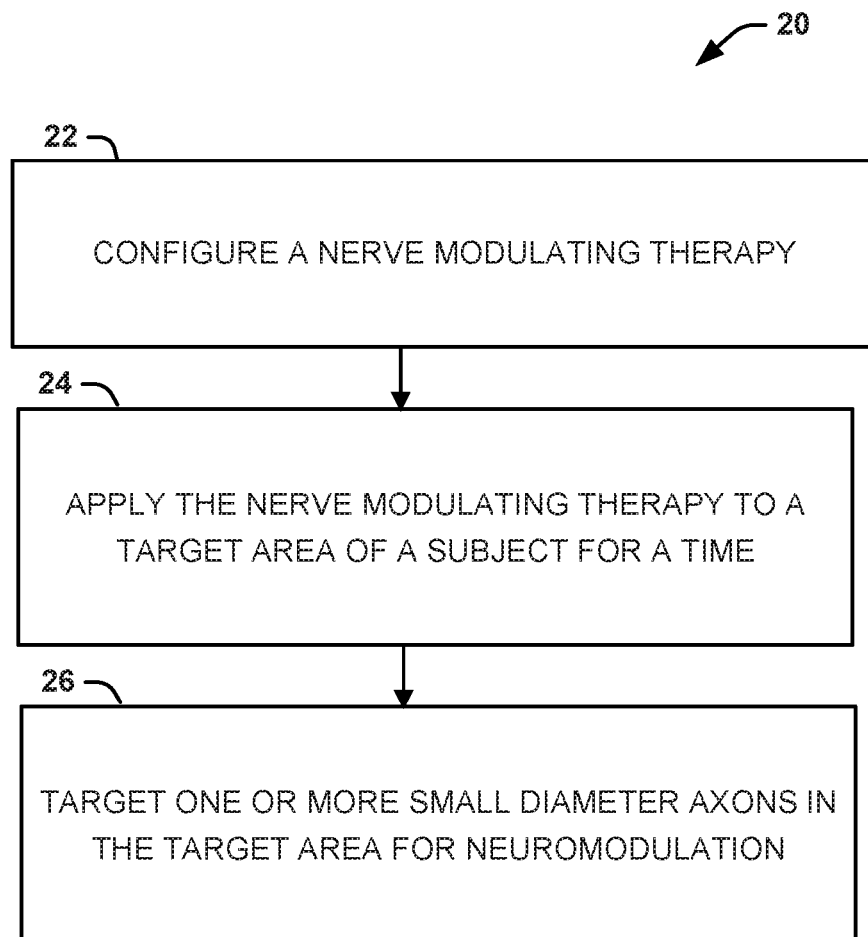 20
22
CONFIGURE A NERVE MODULATING THERAPY
24
APPLY THE NERVE MODULATING THERAPY TO A
TARGET AREA OF A SUBJECT FOR A TIME
26
TARGET ONE OR MORE SMALL DIAMETER AXONS IN
THE TARGET AREA FOR NEUROMODULATION